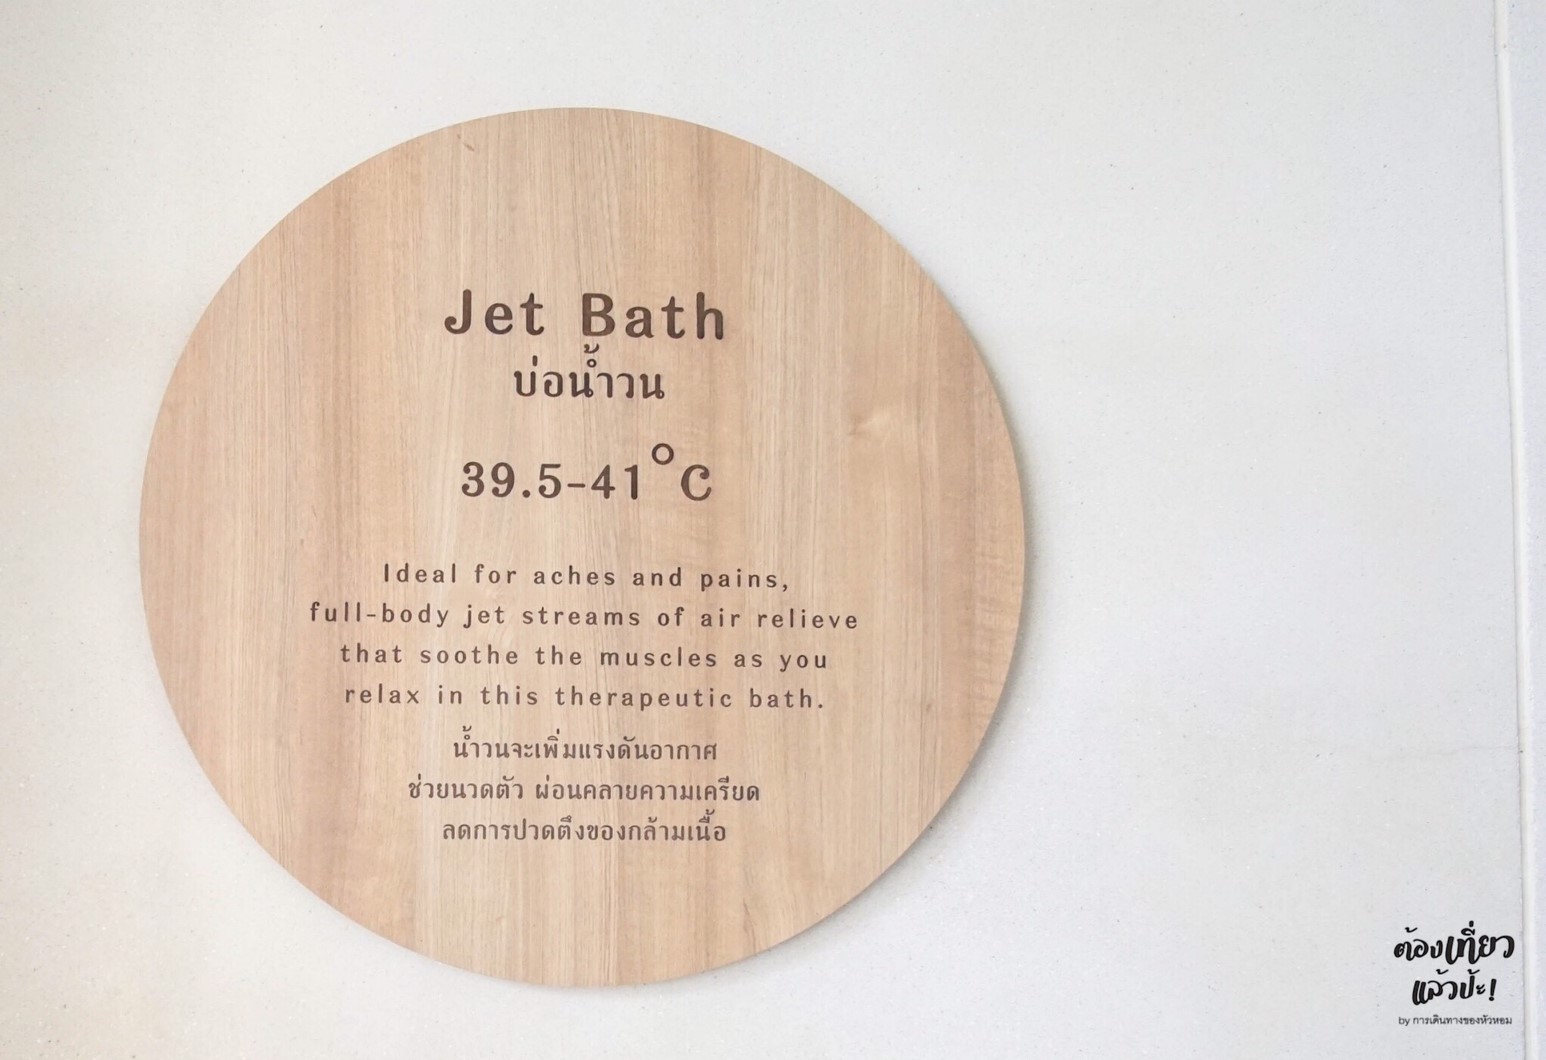 Jet Bath
บ่อน้ำวน
39.5-41°C
Ideal for aches and pains,
full-body jet streams of air relieve
that soothe the muscles as you
relax in this therapeutic bath.
น้ำวนจะเพิ่มแรงดันอากาศ
ช่วยนวดตัว ผ่อนคลายความเครียด
ลดการปวดตึงของกล้ามเนื้อ
ต้องเที่ยว
แล้วป้ะ!
by การเดินทางของหัวหอม